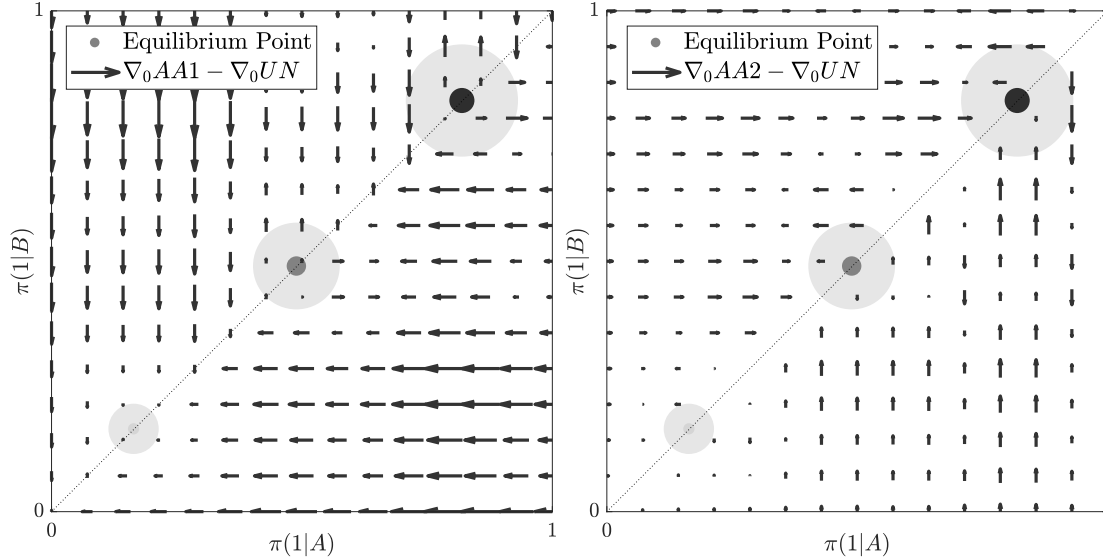 1
Equilibrium Point
∇₀AA1 − ∇₀UN
π(1|B)
0
0
π(1|A)
1
1
Equilibrium Point
∇₀AA2 − ∇₀UN
π(1|B)
0
0
π(1|A)
1